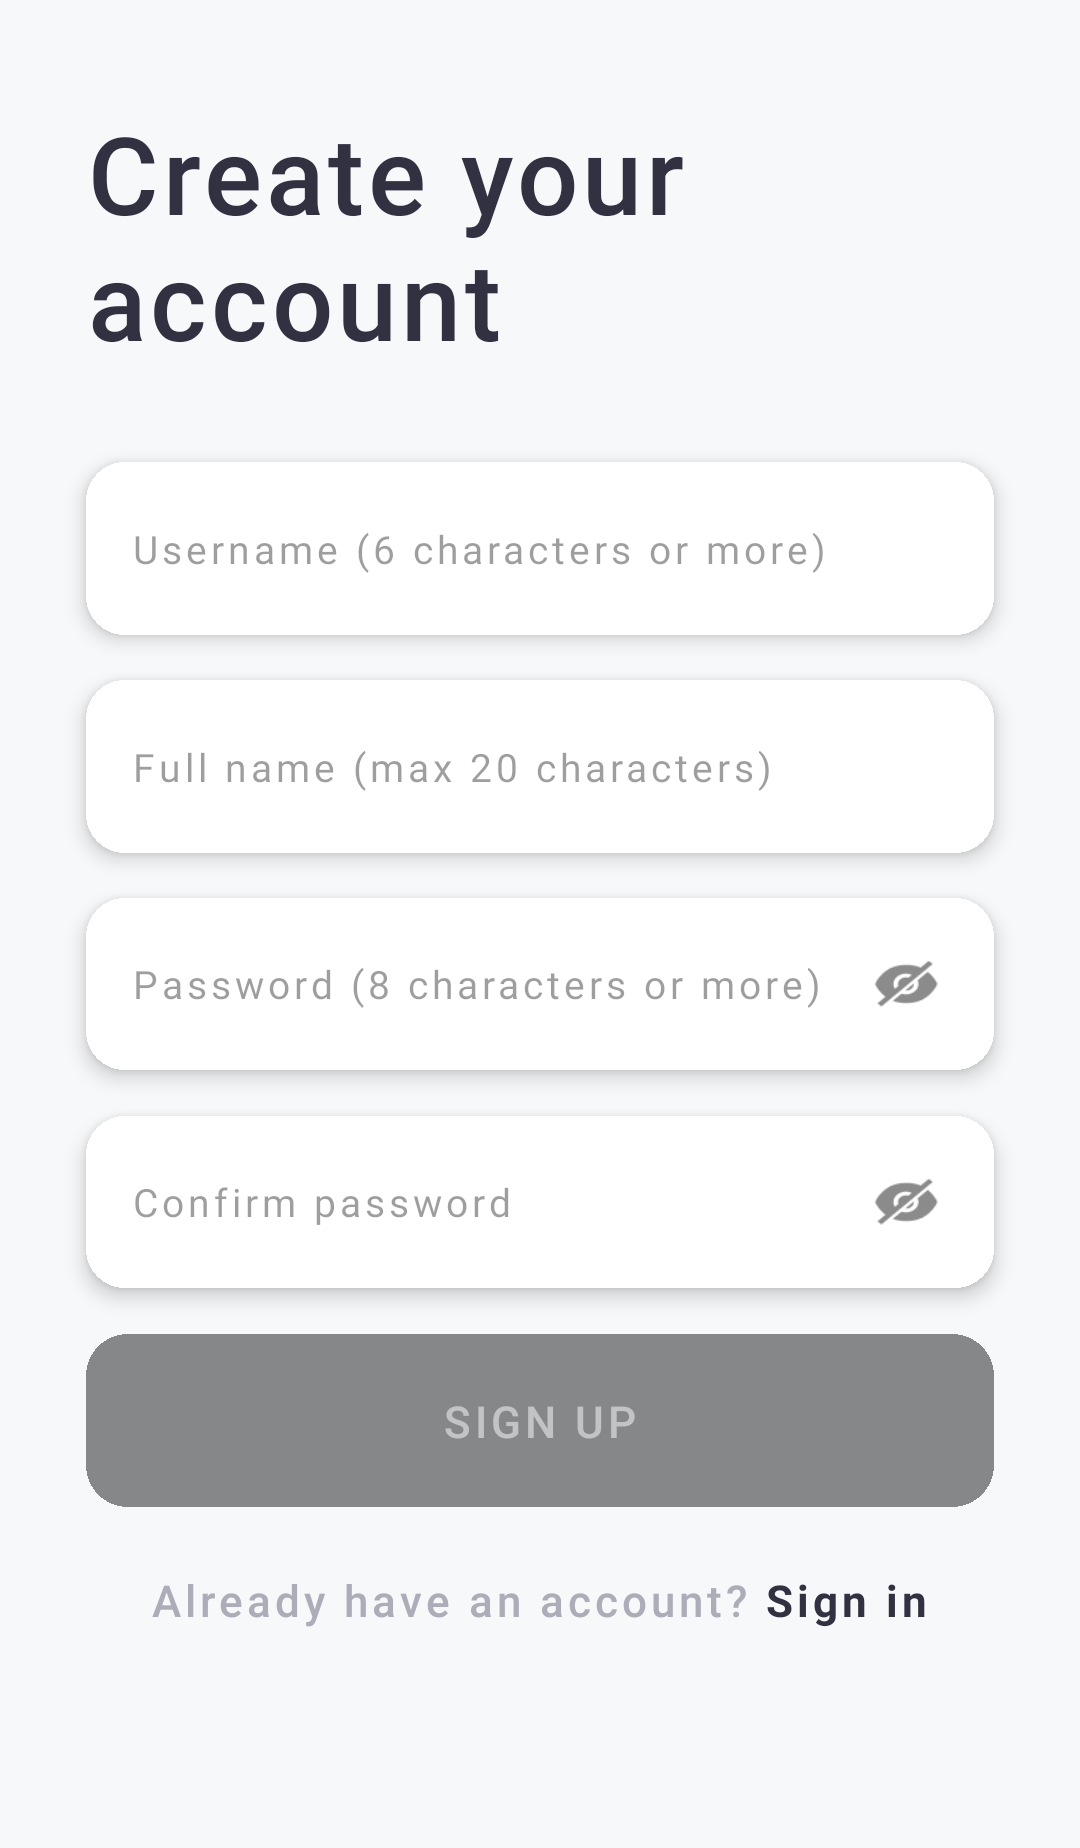 Create your
account
Username (6 characters or more)
Full name (max 20 characters)
Password (8 characters or more)
Confirm password
SIGN UP
Already have an account? Sign in